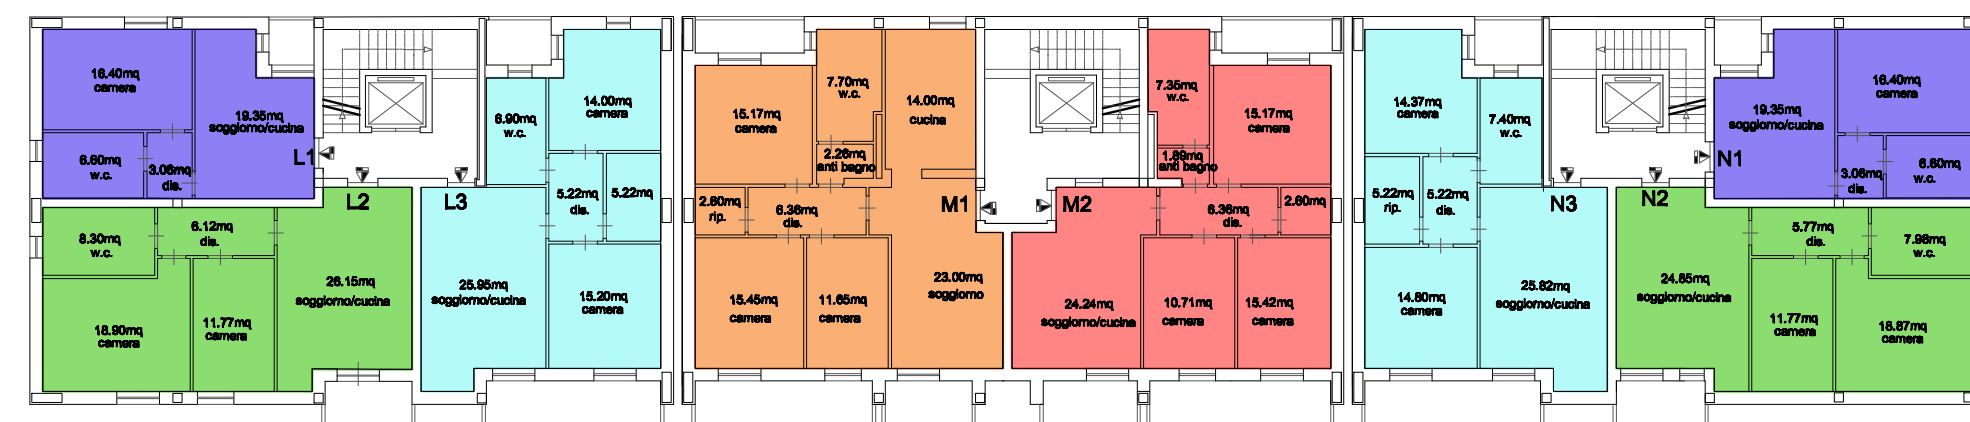 16.40mq
camera
19.35mq
soggiorno/cucina
6.60mq
w.c.
3.06mq
dis.
L1
L2
L3
8.30mq
w.c.
6.12mq
dis.
26.15mq
soggiorno/cucina
18.90mq
camera
11.77mq
camera
6.90mq
w.c.
14.00mq
camera
5.22mq
dis.
5.22mq
25.95mq
soggiorno/cucina
15.20mq
camera
15.17mq
camera
7.70mq
w.c.
14.00mq
cucina
2.26mq
anti bagno
2.60mq
rip.
6.36mq
dis.
M1
15.45mq
camera
11.65mq
camera
23.00mq
soggiorno
7.35mq
w.c.
15.17mq
camera
1.89mq
anti bagno
M2
6.36mq
dis.
2.60mq
24.24mq
soggiorno/cucina
10.71mq
camera
15.42mq
camera
14.37mq
camera
7.40mq
w.c.
5.22mq
rip.
5.22mq
dis.
N3
14.80mq
camera
25.82mq
soggiorno/cucina
N2
N1
19.35mq
soggiorno/cucina
16.40mq
camera
3.06mq
dis.
6.60mq
w.c.
5.77mq
dis.
7.98mq
w.c.
24.85mq
soggiorno/cucina
11.77mq
camera
18.87mq
camera